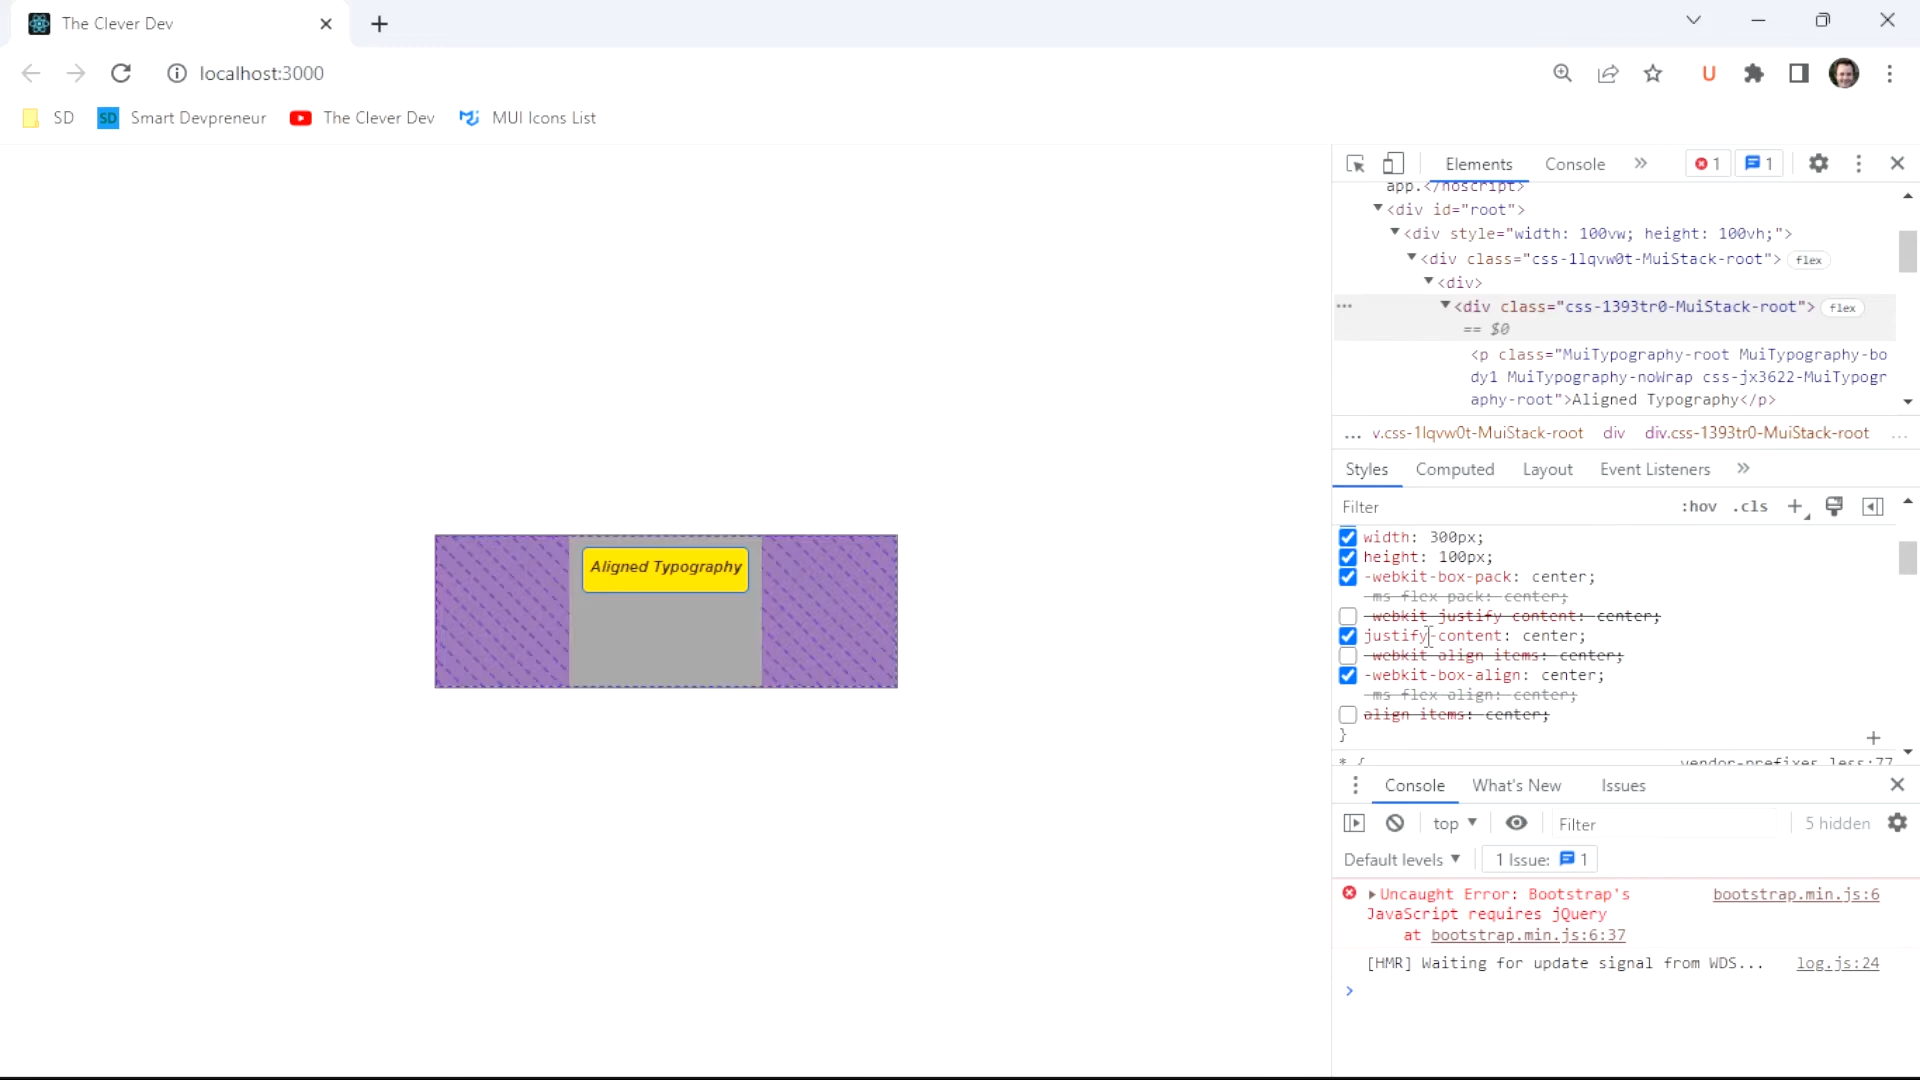 The Clever Dev
localhost:3000
SD
SD Smart Devpreneur
The Clever Dev
MUI Icons List
U
Elements
Console
1
1
app.</noscript>
<div id="root">
<div style="width: 100vw; height: 100vh;">
<div class="css-1lqvw0t-MuiStack-root"> flex
<div>
<div class="css-1393tr0-MuiStack-root"> flex
== $0
<p class="MuiTypography-root MuiTypography-bo
dy1 MuiTypography-noWrap css-jx3622-MuiTypogr
aphy-root">Aligned Typography</p>
... v.css-1lqvw0t-MuiStack-root div div.css-1393tr0-MuiStack-root ...
Styles Computed Layout Event Listeners
Filter :hov .cls
width: 300px;
height: 100px;
-webkit-box-pack: center;
-ms-flex-pack: center;
-webkit-justify-content: center;
justify-content: center;
-webkit-align-items: center;
-webkit-box-align: center;
-ms-flex-align: center;
align-items: center;
}
* { vendor-prefixes.less:77
Aligned Typography
Console What's New Issues
top Filter 5 hidden
Default levels 1 Issue: 1
Uncaught Error: Bootstrap's bootstrap.min.js:6
JavaScript requires jQuery
at bootstrap.min.js:6:37
[HMR] Waiting for update signal from WDS... log.js:24